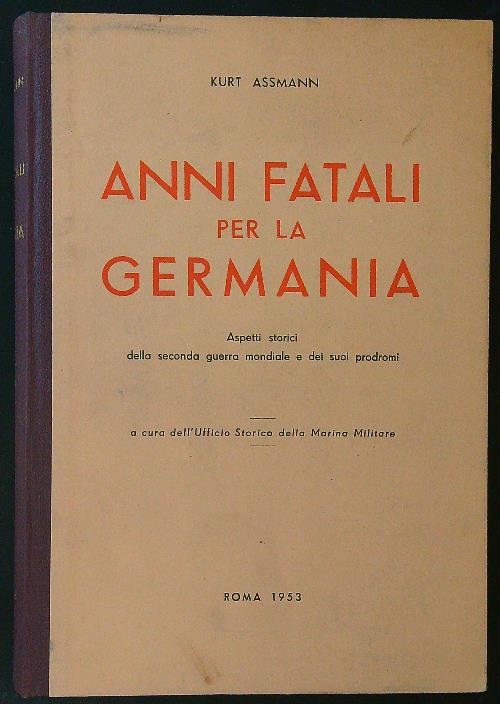 KURT ASSMANN
ANNI FATALI
PER LA
GERMANIA
Aspetti storici
della seconda guerra mondiale e dei suoi prodromi
a cura dell'Ufficio Storico della Marina Militare
ROMA 1953